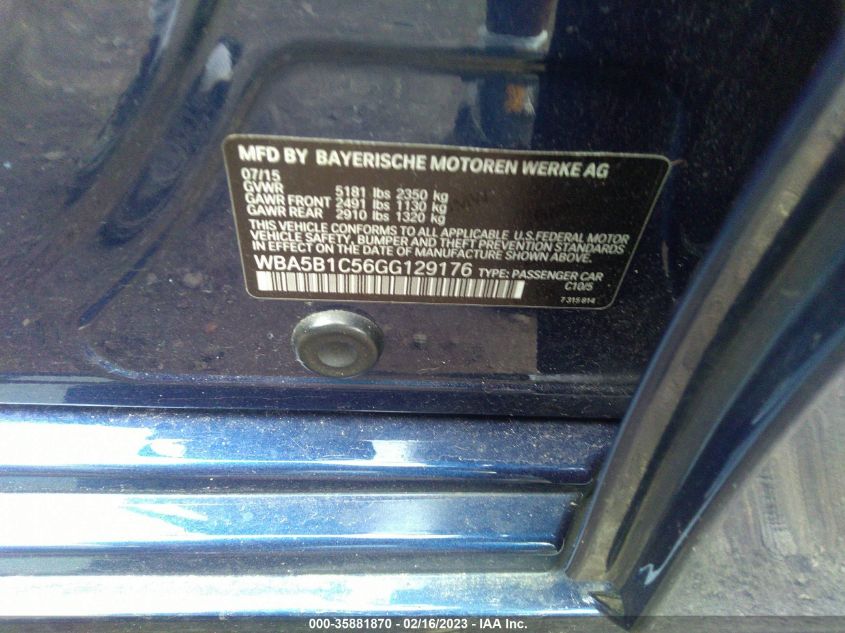 MFD BY BAYERISCHE MOTOREN WERKE AG
07/15
GVWR 5181 lbs 2350 kg
GAWR FRONT 2491 lbs 1130 kg
GAWR REAR 2910 lbs 1320 kg
THIS VEHICLE CONFORMS TO ALL APPLICABLE U.S.FEDERAL MOTOR
VEHICLE SAFETY, BUMPER AND THEFT PREVENTION STANDARDS
IN EFFECT ON THE DATE OF MANUFACTURE SHOWN ABOVE.
WBA5B1C56GG129176 TYPE: PASSENGER CAR
C10/5
7 315 814
000-35881870 - 02/16/2023 - IAA Inc.